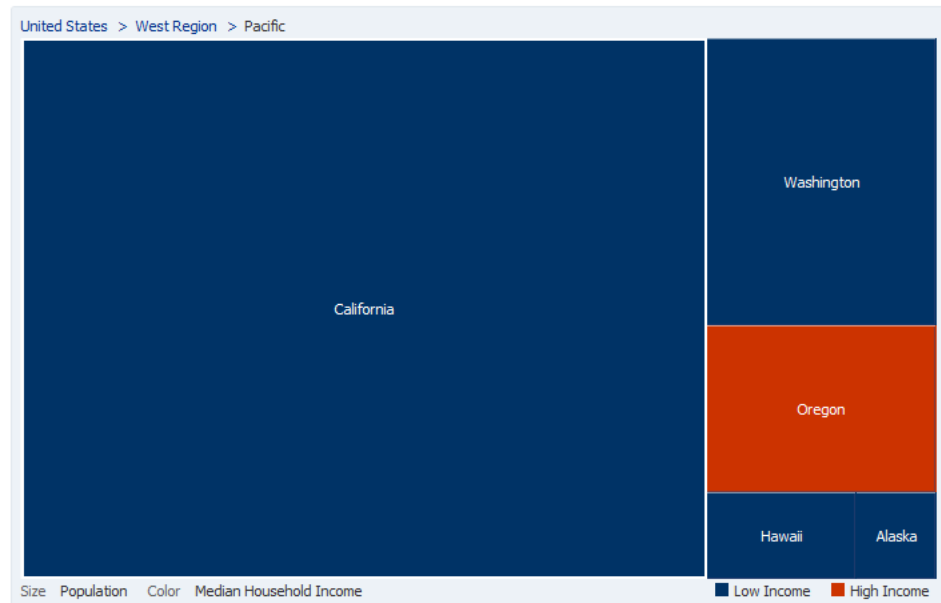 United States > West Region > Pacific
California
Washington
Oregon
Hawaii
Alaska
Size Population Color Median Household Income
Low Income High Income